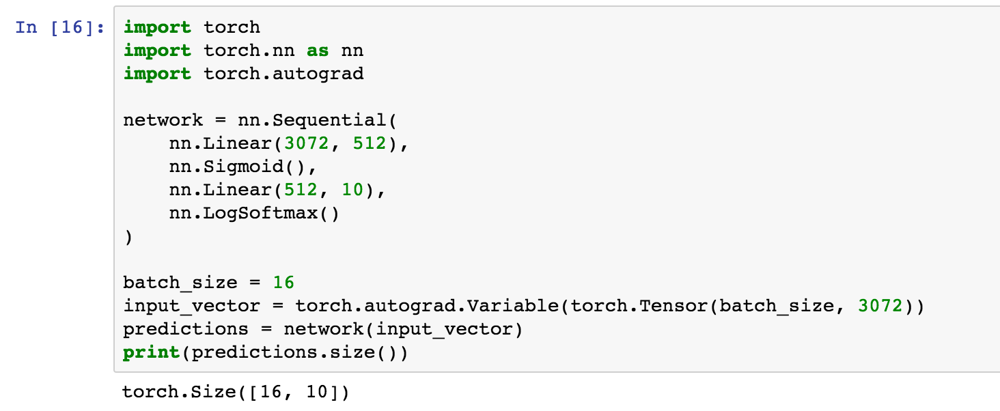 In [16]: import torch
import torch.nn as nn
import torch.autograd

network = nn.Sequential(
    nn.Linear(3072, 512),
    nn.Sigmoid(),
    nn.Linear(512, 10),
    nn.LogSoftmax()
)

batch_size = 16
input_vector = torch.autograd.Variable(torch.Tensor(batch_size, 3072))
predictions = network(input_vector)
print(predictions.size())
torch.Size([16, 10])